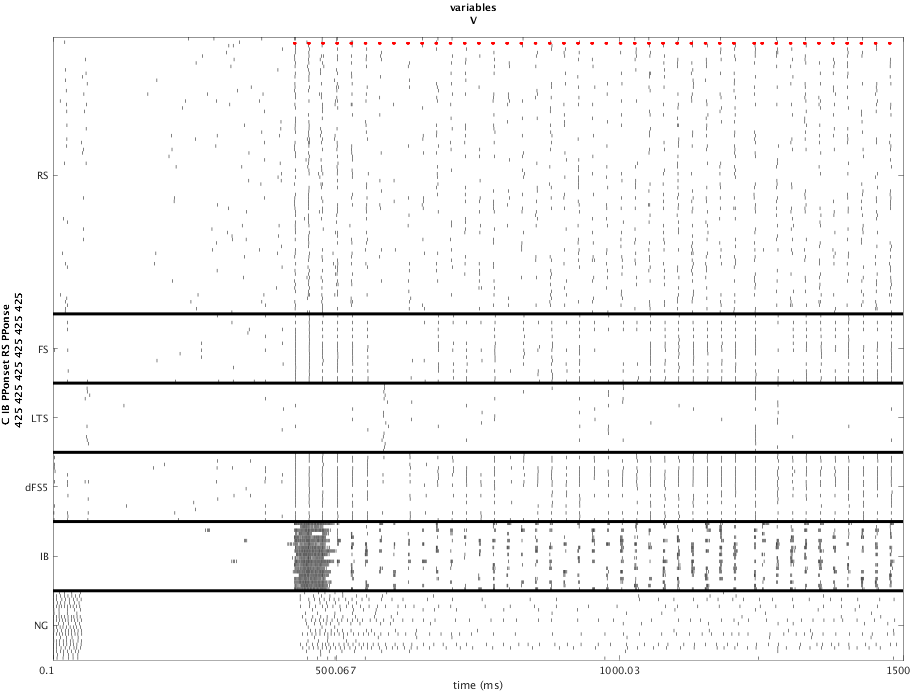 variables
V
C IB PPonset RS PPonse
425 425 425 425 425 425
RS
FS
LTS
dFS5
IB
NG
0.1
500.067
1000.03
1500
time (ms)